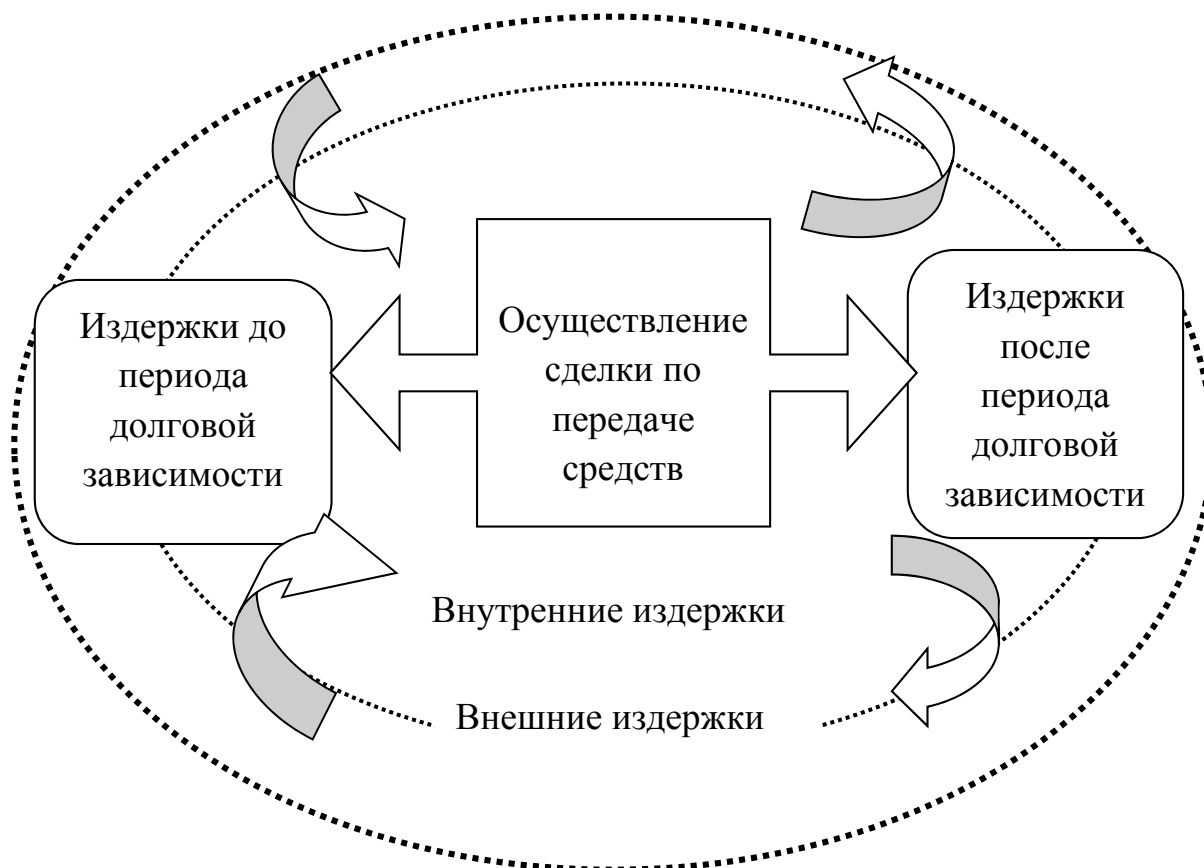 Издержки до
периода
долговой
зависимости
Осуществление
сделки по
передаче
средств
Издержки
после
периода
долговой
зависимости
Внутренние издержки
Внешние издержки